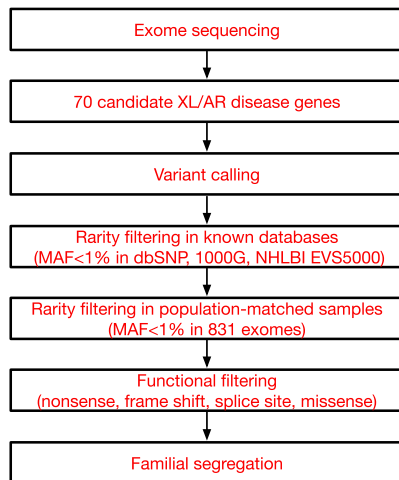 Exome sequencing
70 candidate XL/AR disease genes
Variant calling
Rarity filtering in known databases
(MAF<1% in dbSNP, 1000G, NHLBI EVS5000)
Rarity filtering in population-matched samples
(MAF<1% in 831 exomes)
Functional filtering
(nonsense, frame shift, splice site, missense)
Familial segregation